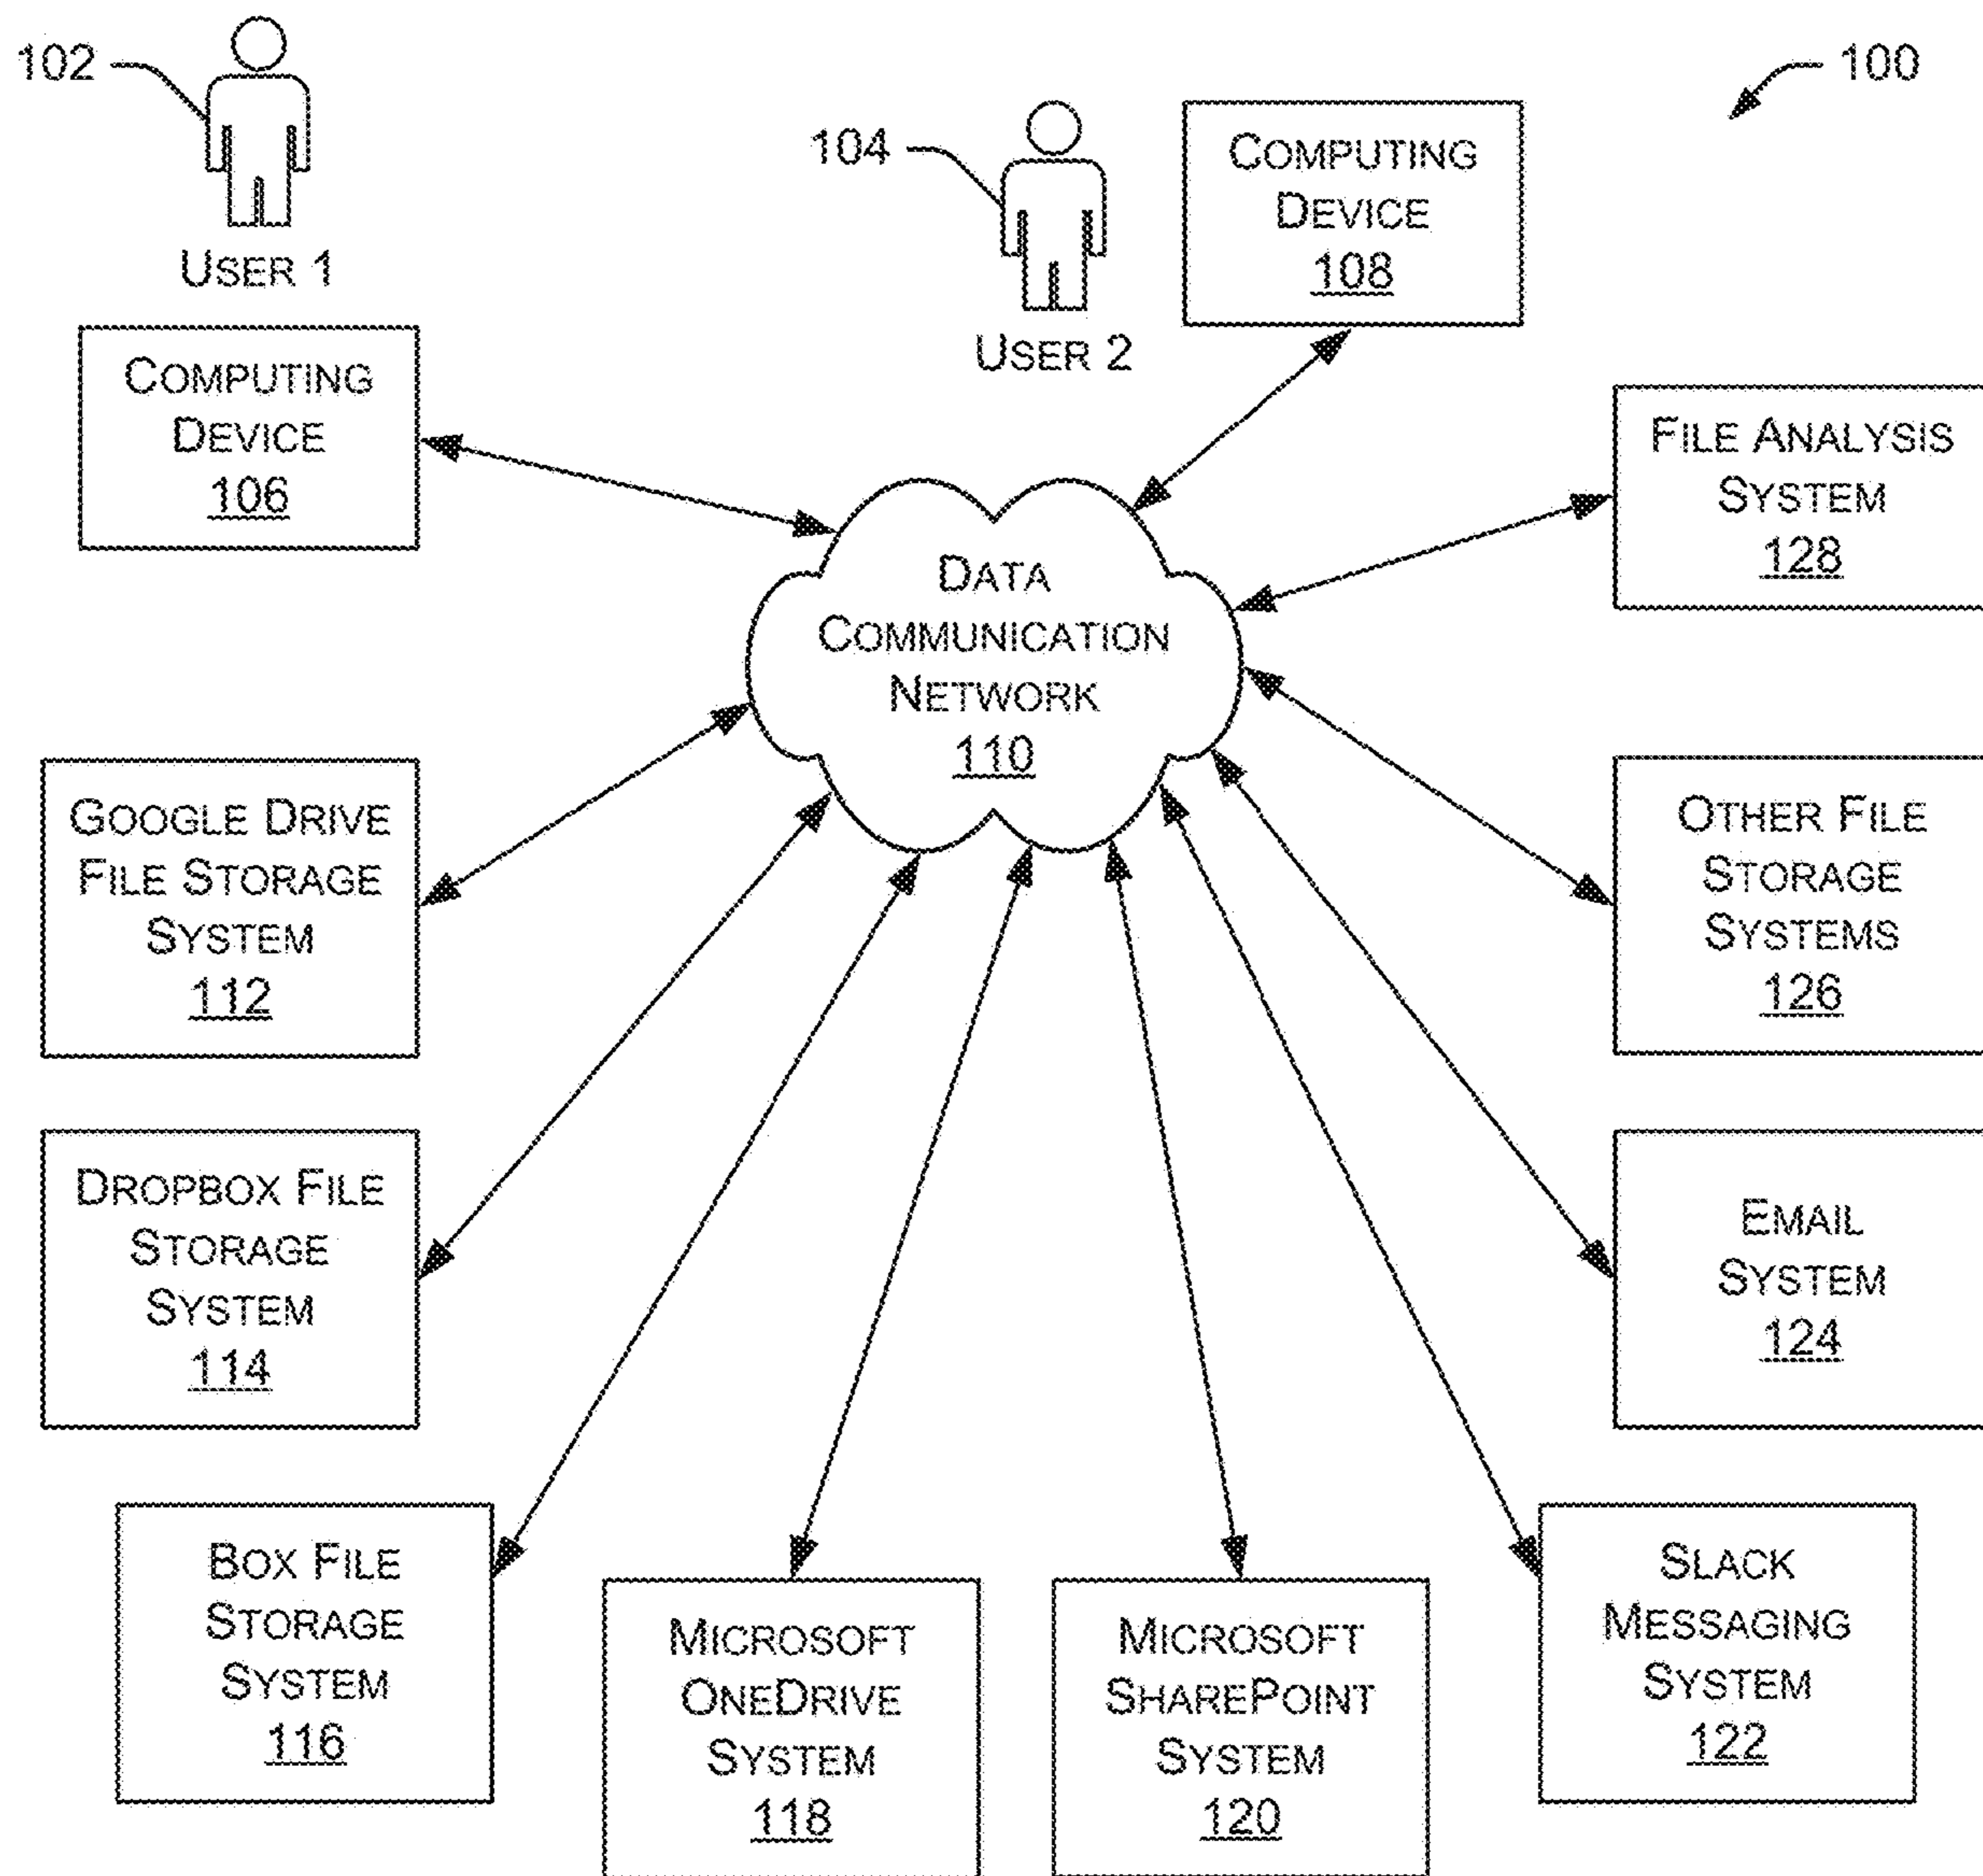 102
USER 1
100
104
USER 2
COMPUTING
DEVICE
108
COMPUTING
DEVICE
106
FILE ANALYSIS
SYSTEM
128
DATA
COMMUNICATION
NETWORK
110
GOOGLE DRIVE
FILE STORAGE
SYSTEM
112
OTHER FILE
STORAGE
SYSTEMS
126
DROPBOX FILE
STORAGE
SYSTEM
114
EMAIL
SYSTEM
124
BOX FILE
STORAGE
SYSTEM
116
MICROSOFT
ONEDRIVE
SYSTEM
118
MICROSOFT
SHAREPOINT
SYSTEM
120
SLACK
MESSAGING
SYSTEM
122